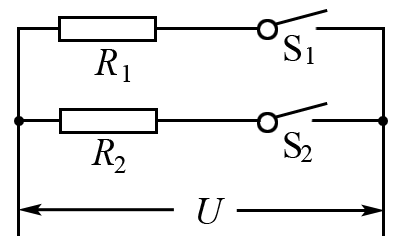 R₁ S₁
R₂ S₂
U